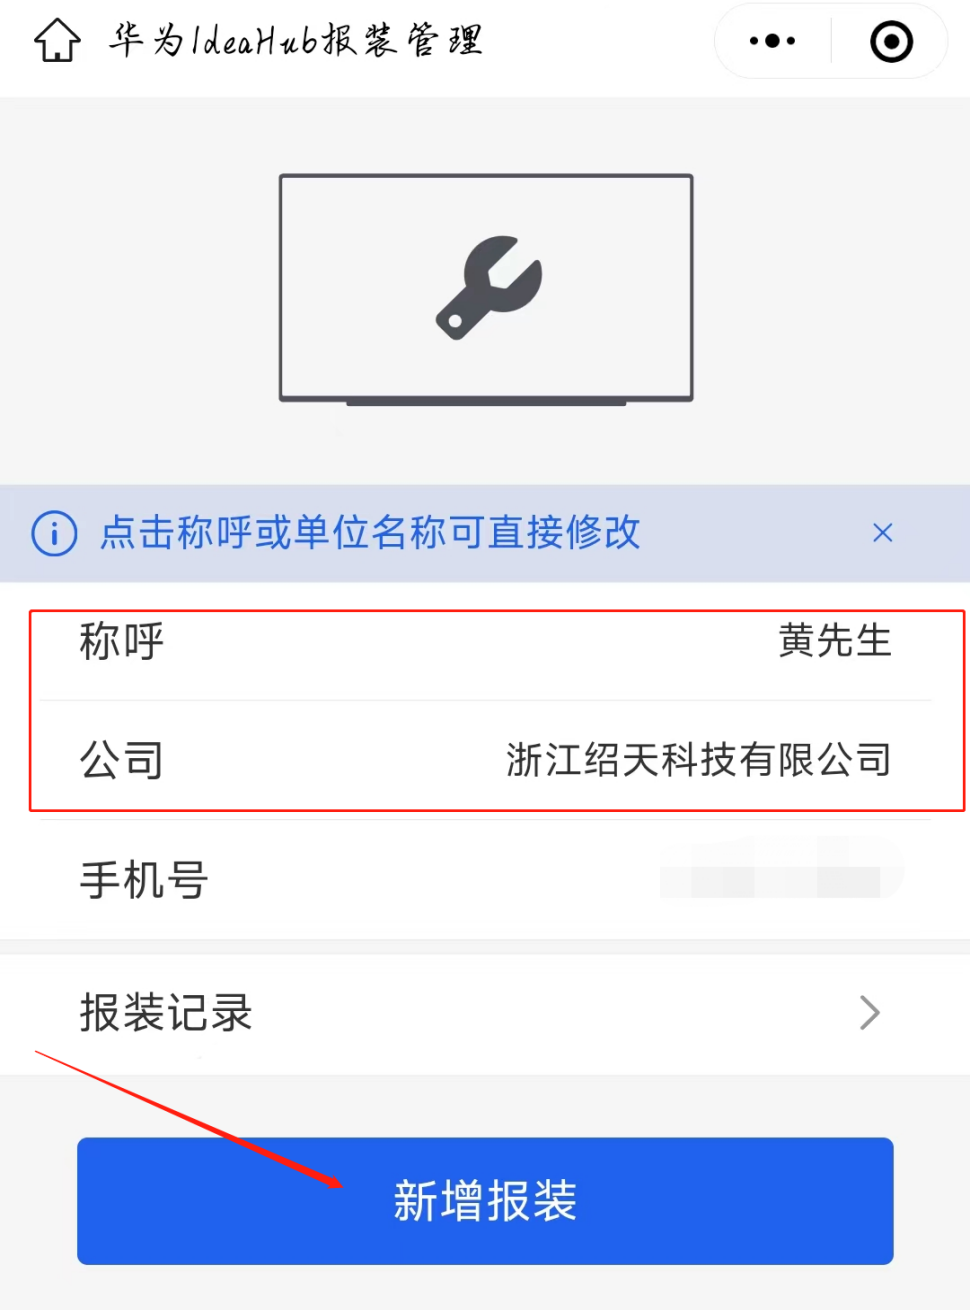 华为IdeaHub报装管理
点击称呼或单位名称可直接修改
称呼 黄先生
公司 浙江绍天科技有限公司
手机号
报装记录
新增报装